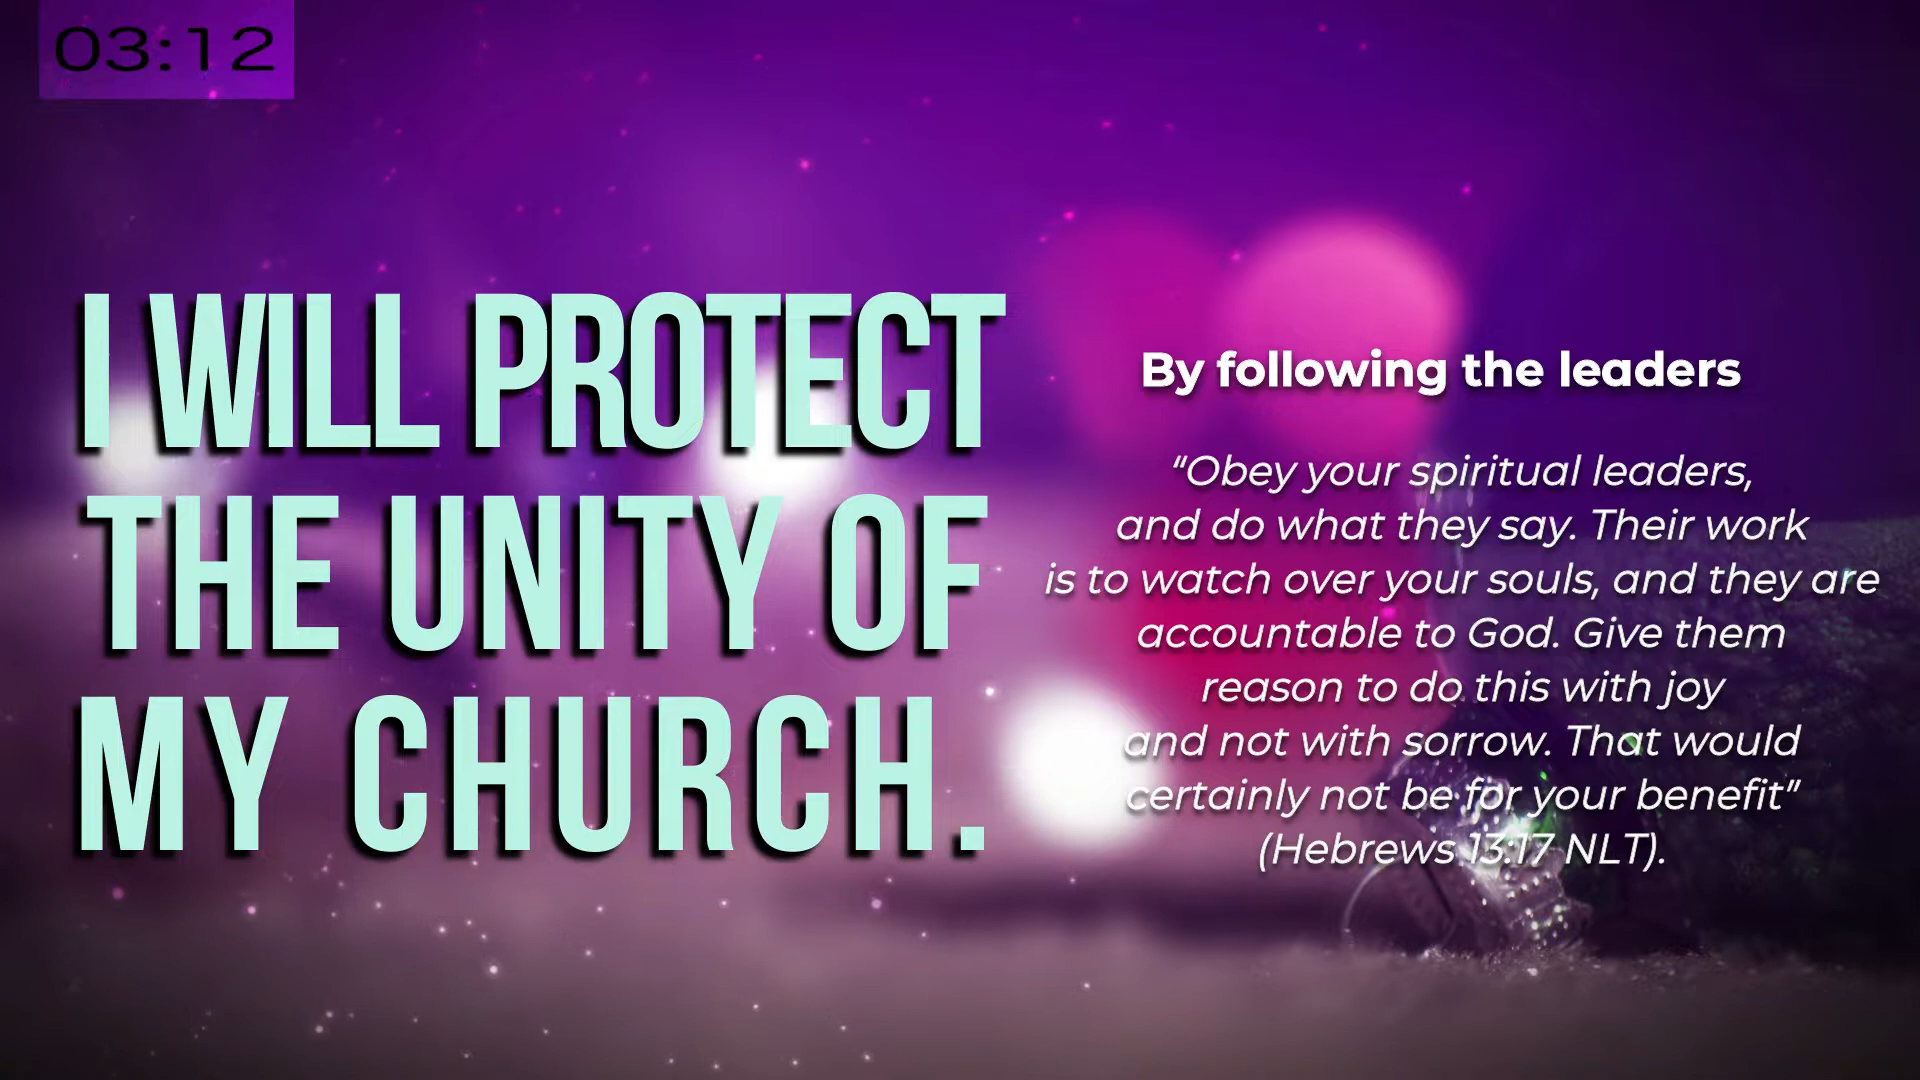 03:12
I WILL PROTECT
THE UNITY OF
MY CHURCH.
By following the leaders
“Obey your spiritual leaders,
and do what they say. Their work
is to watch over your souls, and they are
accountable to God. Give them
reason to do this with joy
and not with sorrow. That would
certainly not be for your benefit”
(Hebrews 13:17 NLT).